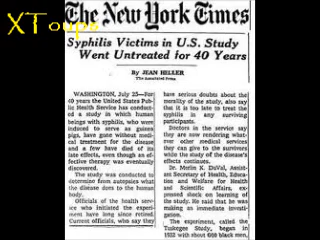 The New York Times
XToupe
Syphilis Victims in U.S. Study
Went Untreated for 40 Years
By JEAN HELLER
The Associated Press
WASHINGTON, July 25—For
40 years the United States Pub-
lic Health Service has conduct-
ed a study in which human
beings with syphilis, who were
induced to serve as guinea
pigs, have gone without med-
ical treatment for the disease
and a few have died of its
late effects, even though an ef-
fective therapy was eventually
discovered.
The study was conducted to
determine from autopsies what
the disease does to the human
body.
Officials of the health serv-
ice who initiated the experi-
ment have long since retired.
Current officials, who say they
have serious doubts about the
morality of the study, also say
that it is too late to treat the
syphilis in any surviving
participants.
Doctors in the service say
they are now rendering what-
ever other medical services
they can give to the survivors
while the study of the disease's
effects continues.
Dr. Merlin K. DuVal, Assist-
ant Secretary of Health, Educa-
tion and Welfare for Health
and Scientific Affairs, ex-
pressed shock on learning of
the study. He said that he was
making an immediate investi-
gation.
The experiment, called the
Tuskegee Study, began in
1932 with about 600 black men,